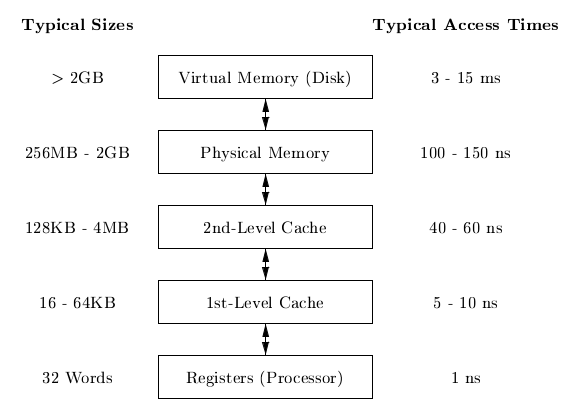 Typical Sizes Typical Access Times
> 2GB Virtual Memory (Disk) 3 - 15 ms
256MB - 2GB Physical Memory 100 - 150 ns
128KB - 4MB 2nd-Level Cache 40 - 60 ns
16 - 64KB 1st-Level Cache 5 - 10 ns
32 Words Registers (Processor) 1 ns